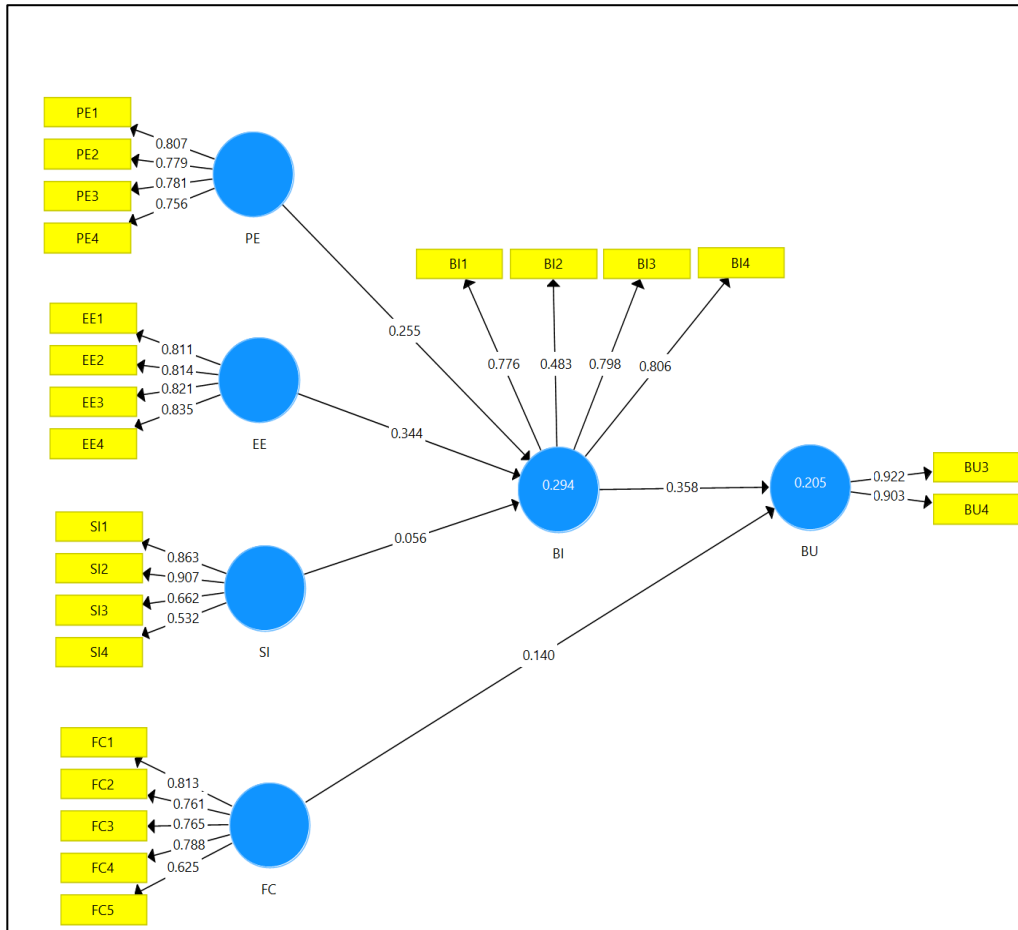 PE1
0.807
PE2
0.779
PE3
0.781
PE4
0.756
PE
0.255
EE1
0.811
EE2
0.814
EE3
0.821
EE4
0.835
EE
0.344
SI1
0.863
SI2
0.907
SI3
0.662
SI4
0.532
SI
0.056
FC1
0.813
FC2
0.761
FC3
0.765
FC4
0.788
FC5
0.625
FC
0.140
BI1
BI2
BI3
BI4
0.776
0.483
0.798
0.806
0.294
BI
0.358
0.205
BU
0.922
BU3
0.903
BU4